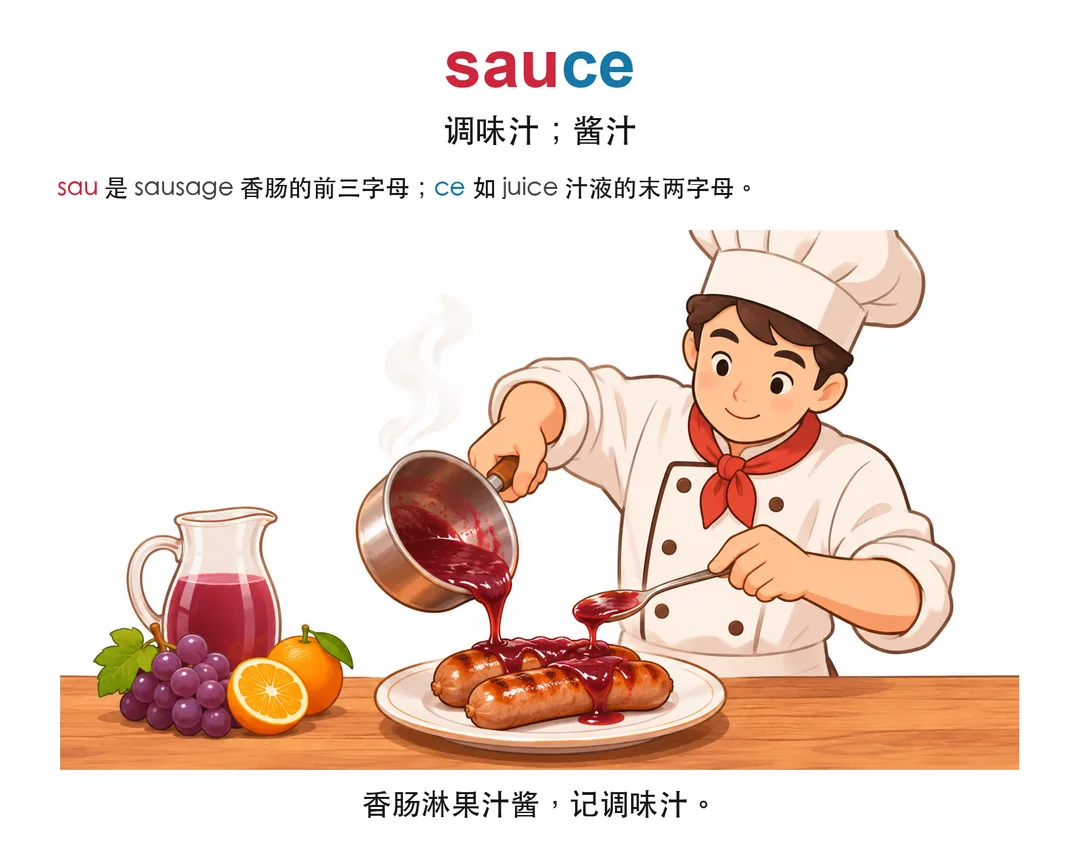 sauce
调味汁；酱汁
sau 是 sausage 香肠的前三字母；ce 如 juice 汁液的末两字母。
香肠淋果汁酱，记调味汁。